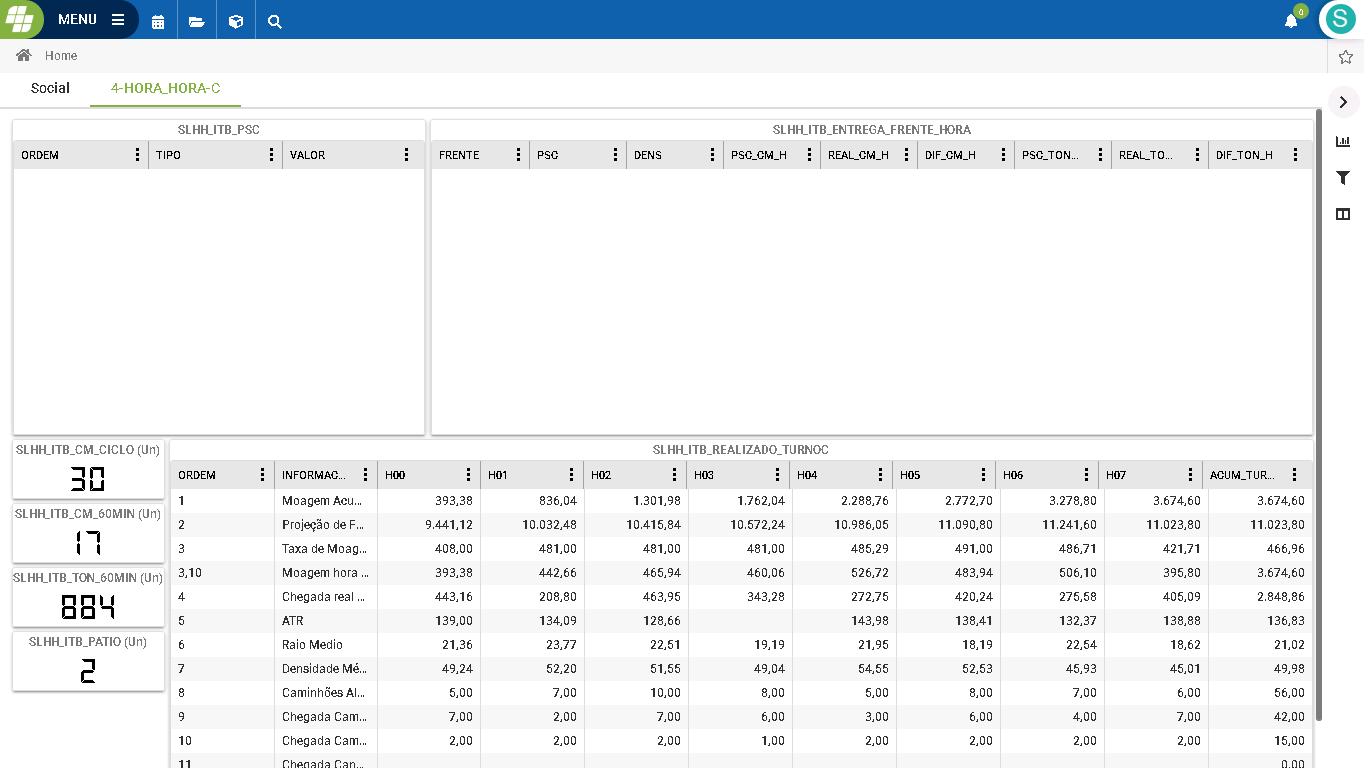 MENU
0
S
Home
Social 4-HORA_HORA-C
SLHH_ITB_PSC
ORDEM TIPO VALOR
SLHH_ITB_ENTREGA_FRENTE_HORA
FRENTE PSC DENS PSC_CM_H REAL_CM_H DIF_CM_H PSC_TON... REAL_TO... DIF_TON_H
SLHH_ITB_CM_CICLO (Un)
30
SLHH_ITB_CM_60MIN (Un)
17
SLHH_ITB_TON_60MIN (Un)
884
SLHH_ITB_PATIO (Un)
2
SLHH_ITB_REALIZADO_TURNOC
ORDEM INFORMAC... H00 H01 H02 H03 H04 H05 H06 H07 ACUM_TUR...
1 Moagem Acu... 393,38 836,04 1.301,98 1.762,04 2.288,76 2.772,70 3.278,80 3.674,60 3.674,60
2 Projeção de F... 9.441,12 10.032,48 10.415,84 10.572,24 10.986,05 11.090,80 11.241,60 11.023,80 11.023,80
3 Taxa de Moag... 408,00 481,00 481,00 481,00 485,29 491,00 486,71 421,71 466,96
3,10 Moagem hora ... 393,38 442,66 465,94 460,06 526,72 483,94 506,10 395,80 3.674,60
4 Chegada real ... 443,16 208,80 463,95 343,28 272,75 420,24 275,58 405,09 2.848,86
5 ATR 139,00 134,09 128,66 143,98 138,41 132,37 138,88 136,83
6 Raio Medio 21,36 23,77 22,51 19,19 21,95 18,19 22,54 18,62 21,02
7 Densidade Mé... 49,24 52,20 51,55 49,04 54,55 52,53 45,93 45,01 49,98
8 Caminhões Al... 5,00 7,00 10,00 8,00 5,00 8,00 7,00 6,00 56,00
9 Chegada Cam... 7,00 2,00 7,00 6,00 3,00 6,00 4,00 7,00 42,00
10 Chegada Cam... 2,00 2,00 2,00 1,00 2,00 2,00 2,00 2,00 15,00
11 Chegada Can... 0,00